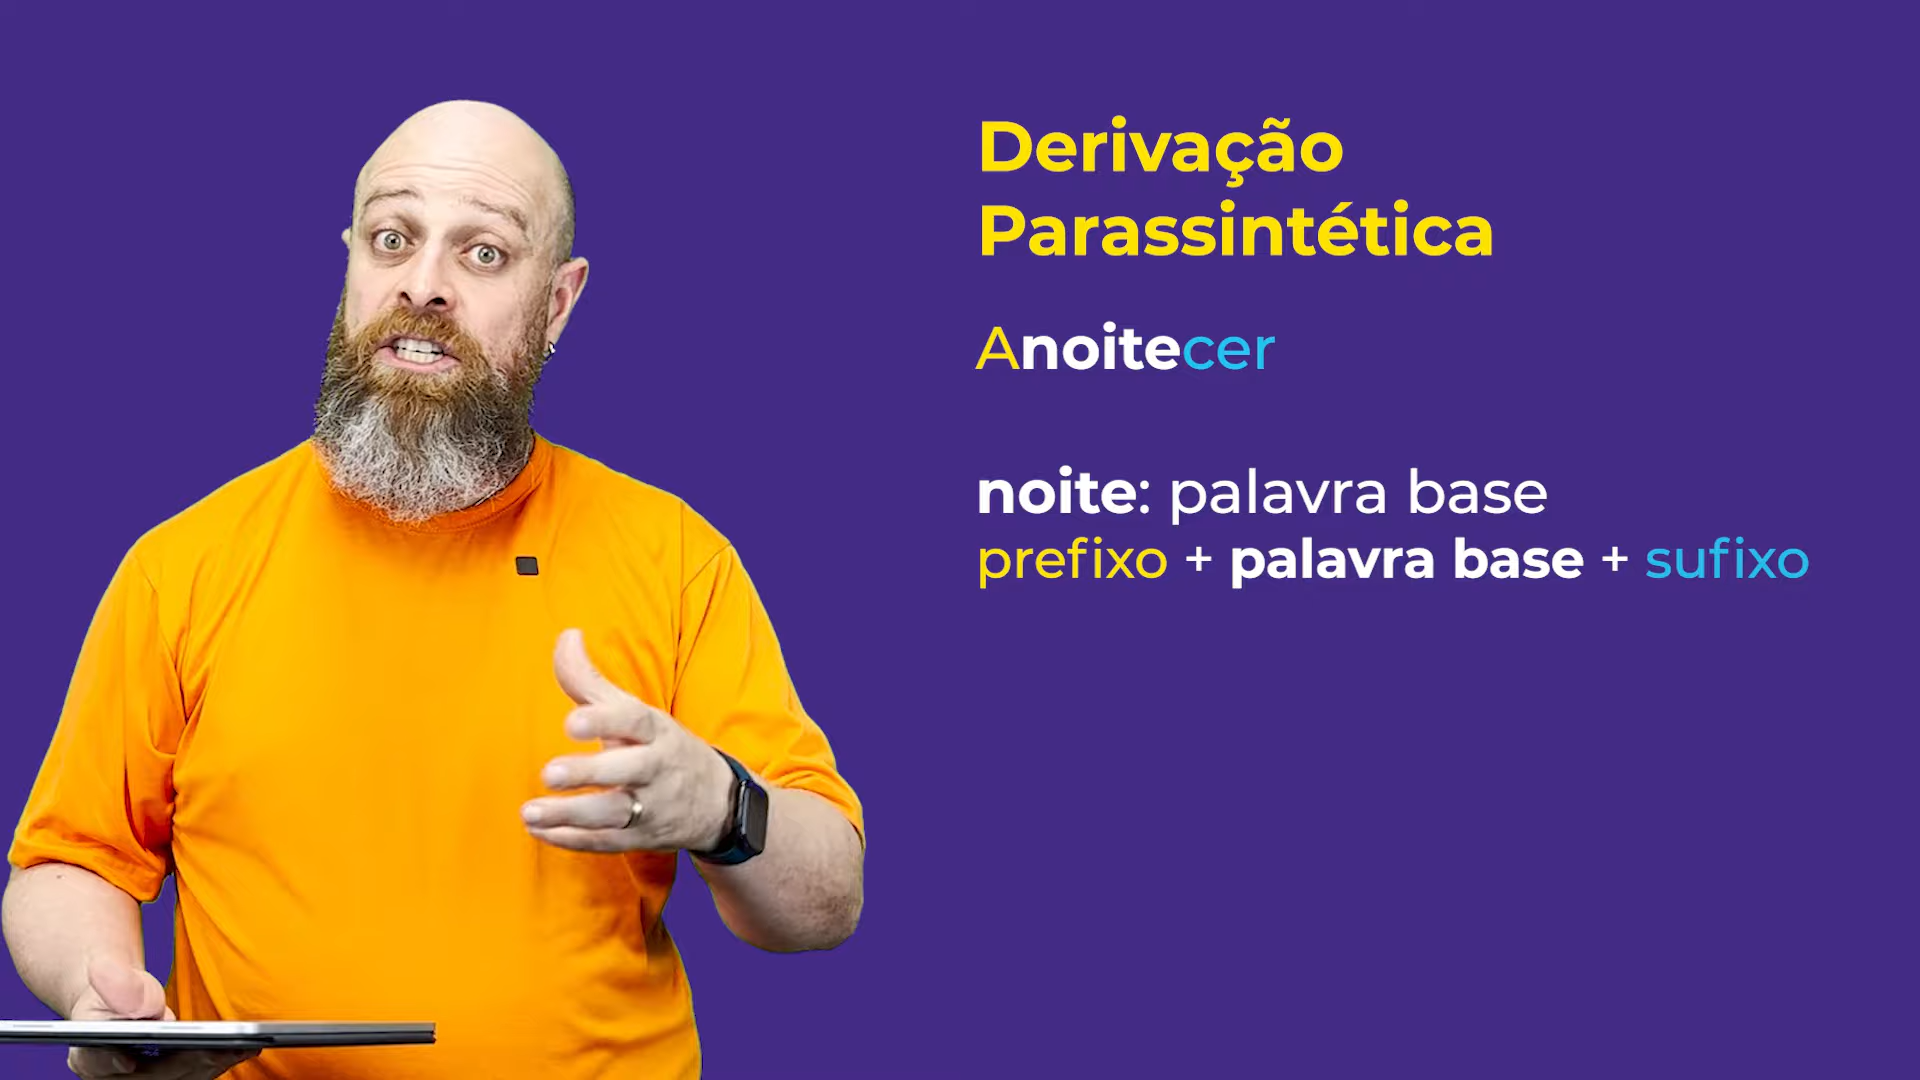 Derivação
Parassintética
Anoitecer
noite: palavra base
prefixo + palavra base + sufixo